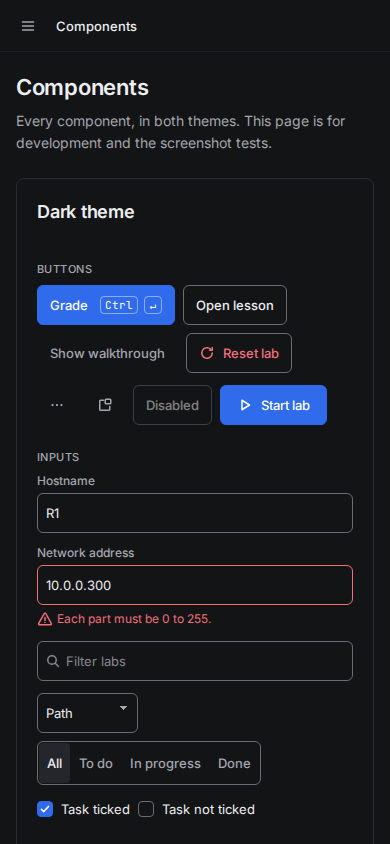 Components
Components
Every component, in both themes. This page is for
development and the screenshot tests.
Dark theme
BUTTONS
Grade Ctrl ↵ Open lesson
Show walkthrough Reset lab
Disabled Start lab
INPUTS
Hostname
R1
Network address
10.0.0.300
Each part must be 0 to 255.
Filter labs
Path
All To do In progress Done
Task ticked Task not ticked